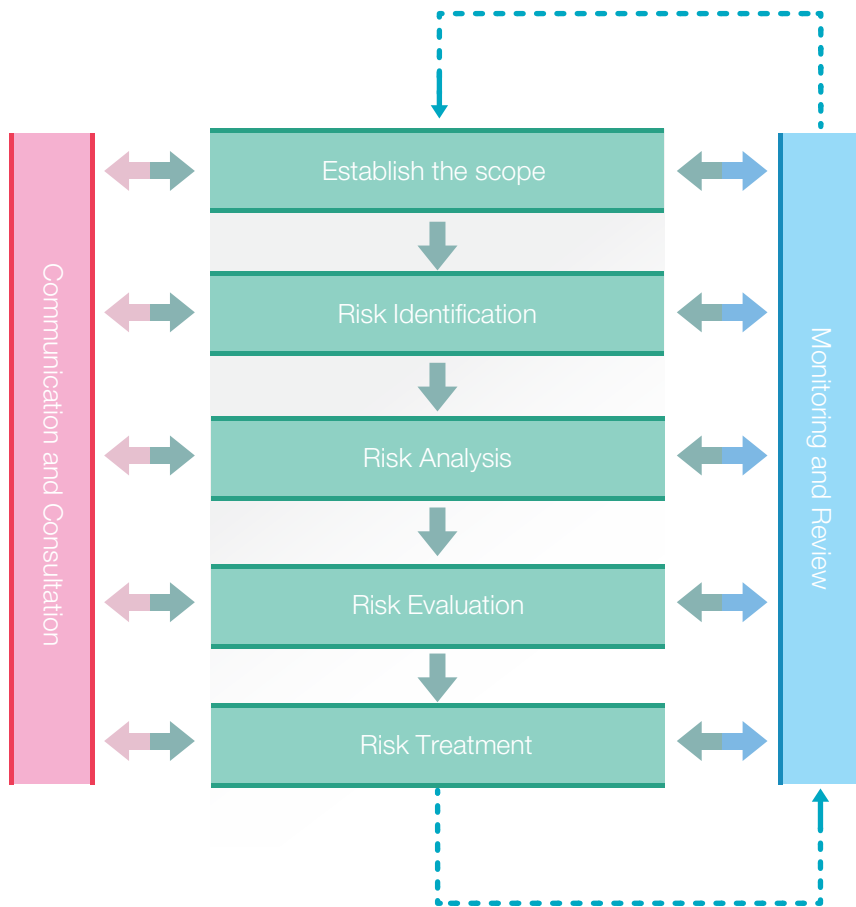 Establish the scope
Risk Identification
Risk Analysis
Risk Evaluation
Risk Treatment
Communication and Consultation
Monitoring and Review